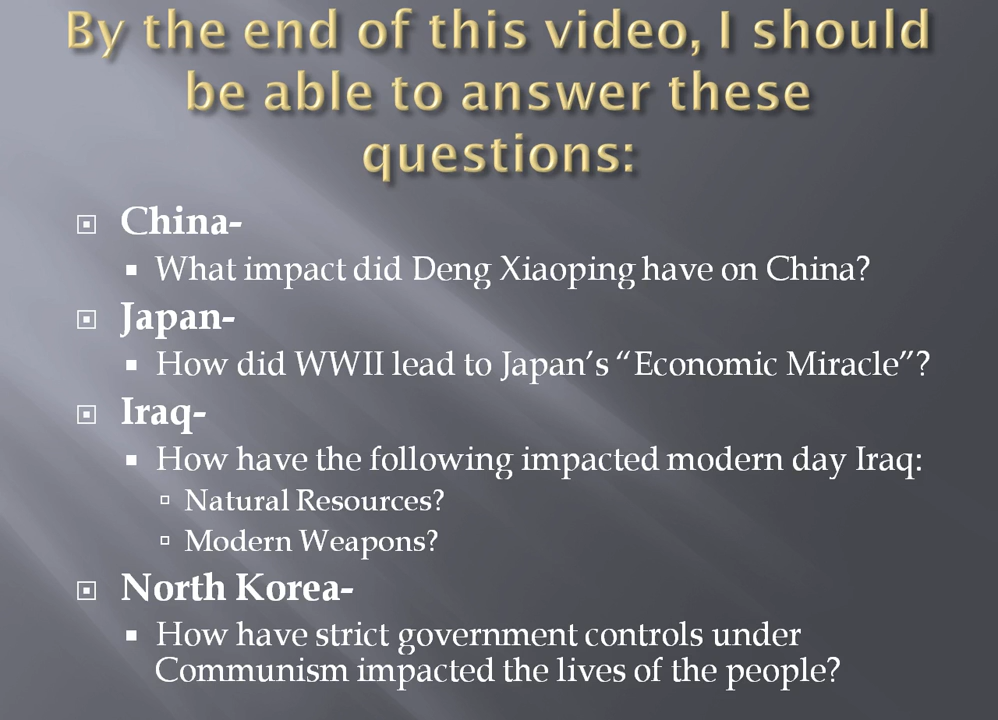 By the end of this video, I should
be able to answer these
questions:
China-
What impact did Deng Xiaoping have on China?
Japan-
How did WWII lead to Japan’s “Economic Miracle”?
Iraq-
How have the following impacted modern day Iraq:
Natural Resources?
Modern Weapons?
North Korea-
How have strict government controls under
Communism impacted the lives of the people?